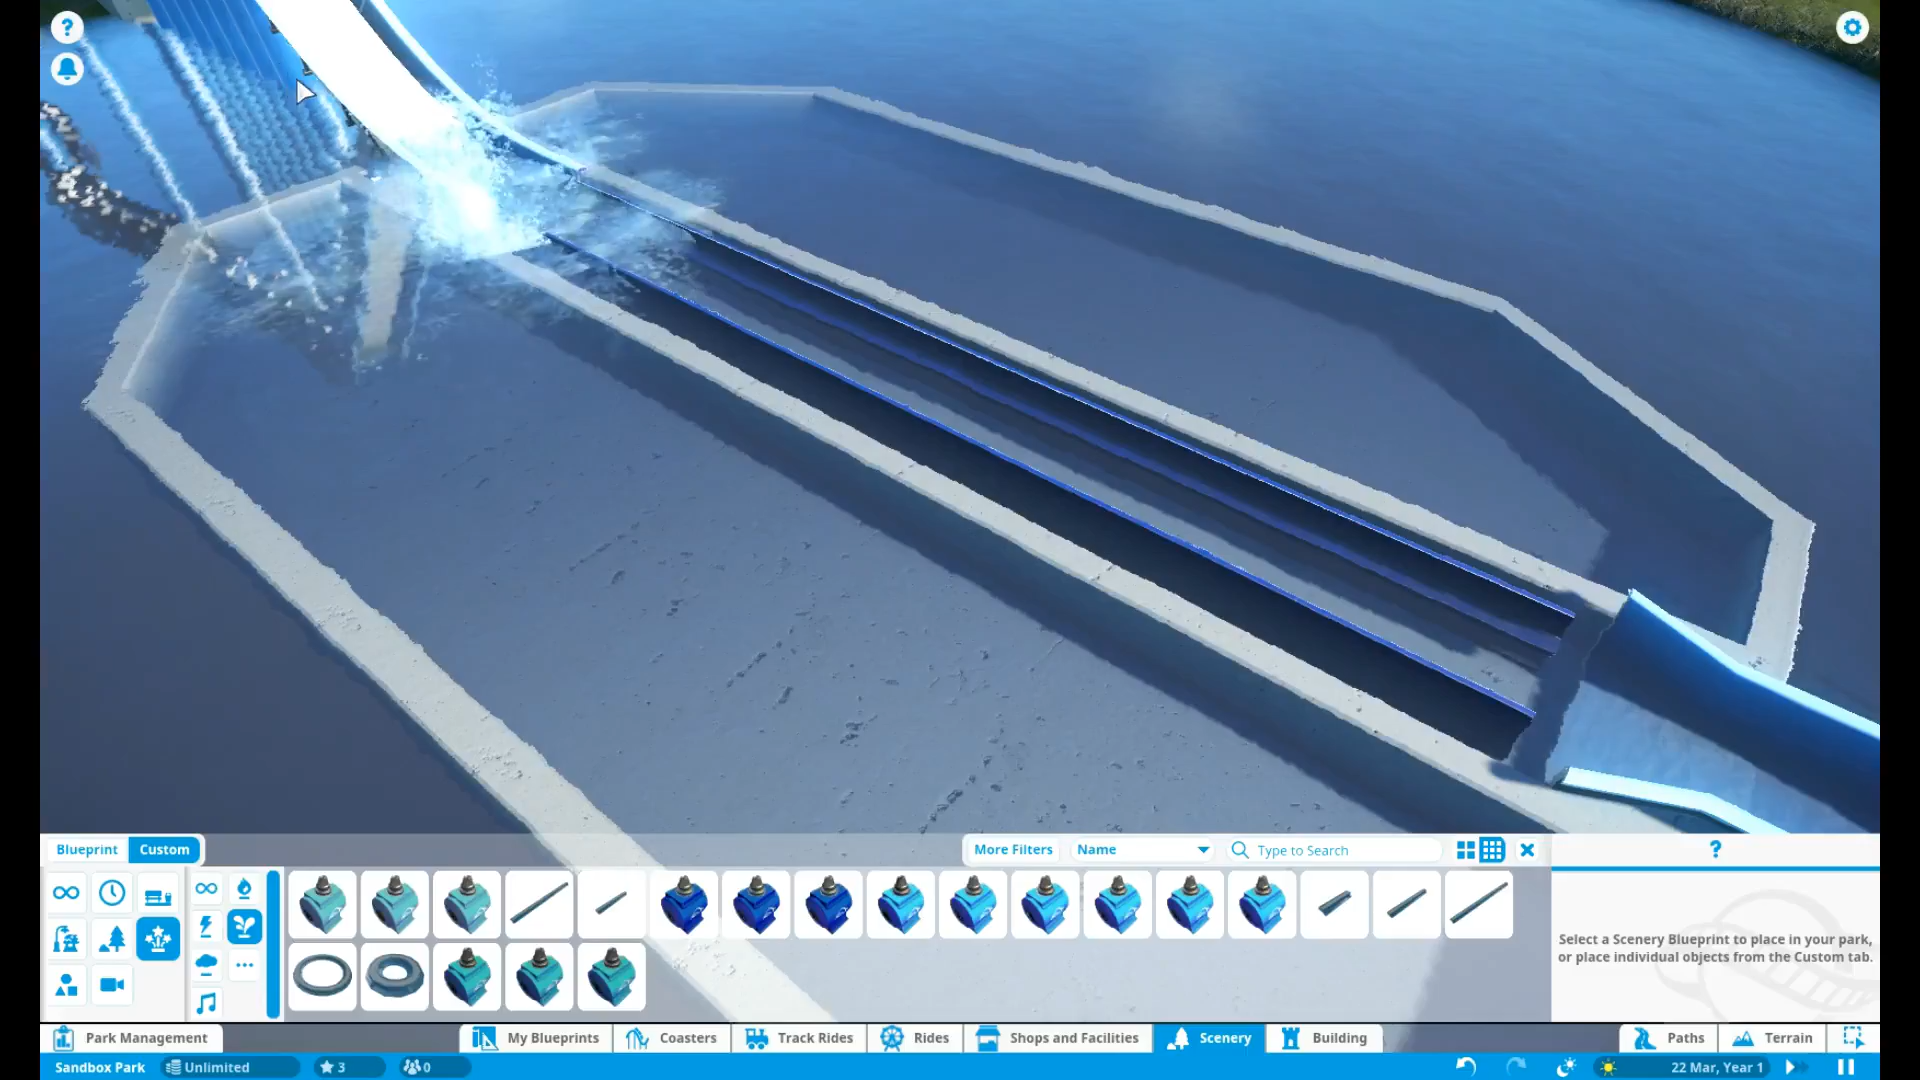 ?
Blueprint Custom More Filters Name Type to Search ?
Select a Scenery Blueprint to place in your park,
or place individual objects from the Custom tab.
Park Management My Blueprints Coasters Track Rides Rides Shops and Facilities Scenery Building Paths Terrain
Sandbox Park Unlimited 3 0 22 Mar, Year 1